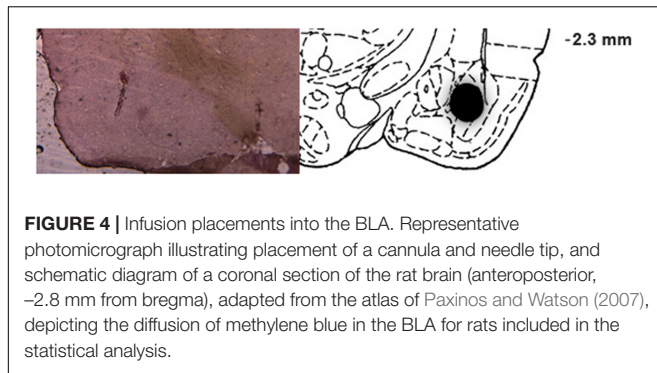 -2.3 mm
FIGURE 4 | Infusion placements into the BLA. Representative
photomicrograph illustrating placement of a cannula and needle tip, and
schematic diagram of a coronal section of the rat brain (anteroposterior,
–2.8 mm from bregma), adapted from the atlas of Paxinos and Watson (2007),
depicting the diffusion of methylene blue in the BLA for rats included in the
statistical analysis.